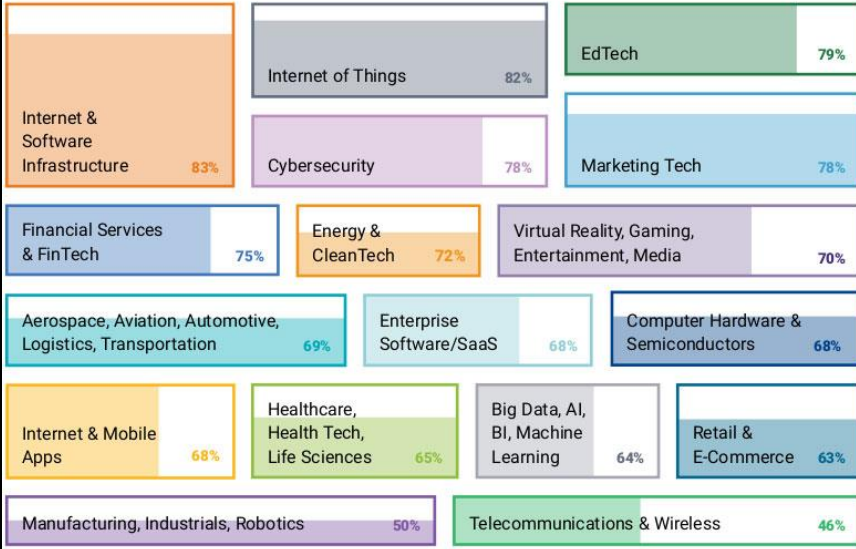 Internet &
Software
Infrastructure
83%
Internet of Things
82%
EdTech
79%
Cybersecurity
78%
Marketing Tech
78%
Financial Services
& FinTech
75%
Energy &
CleanTech
72%
Virtual Reality, Gaming,
Entertainment, Media
70%
Aerospace, Aviation, Automotive,
Logistics, Transportation
69%
Enterprise
Software/SaaS
68%
Computer Hardware &
Semiconductors
68%
Internet & Mobile
Apps
68%
Healthcare,
Health Tech,
Life Sciences
65%
Big Data, AI,
BI, Machine
Learning
64%
Retail &
E-Commerce
63%
Manufacturing, Industrials, Robotics
50%
Telecommunications & Wireless
46%